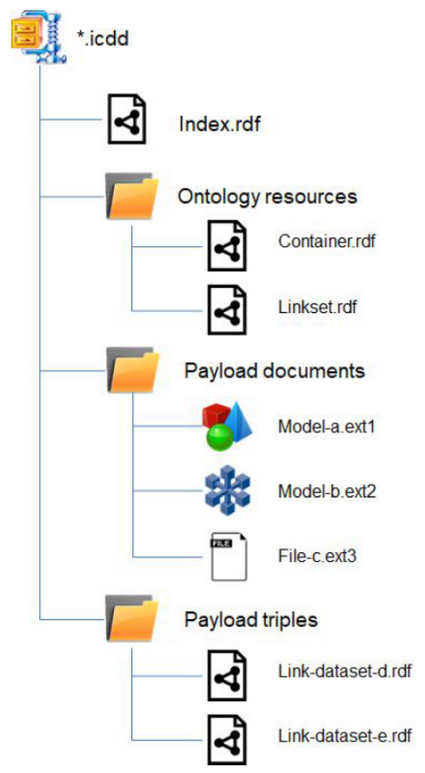 *.icdd
Index.rdf
Ontology resources
Container.rdf
Linkset.rdf
Payload documents
Model-a.ext1
Model-b.ext2
FILE
File-c.ext3
Payload triples
Link-dataset-d.rdf
Link-dataset-e.rdf